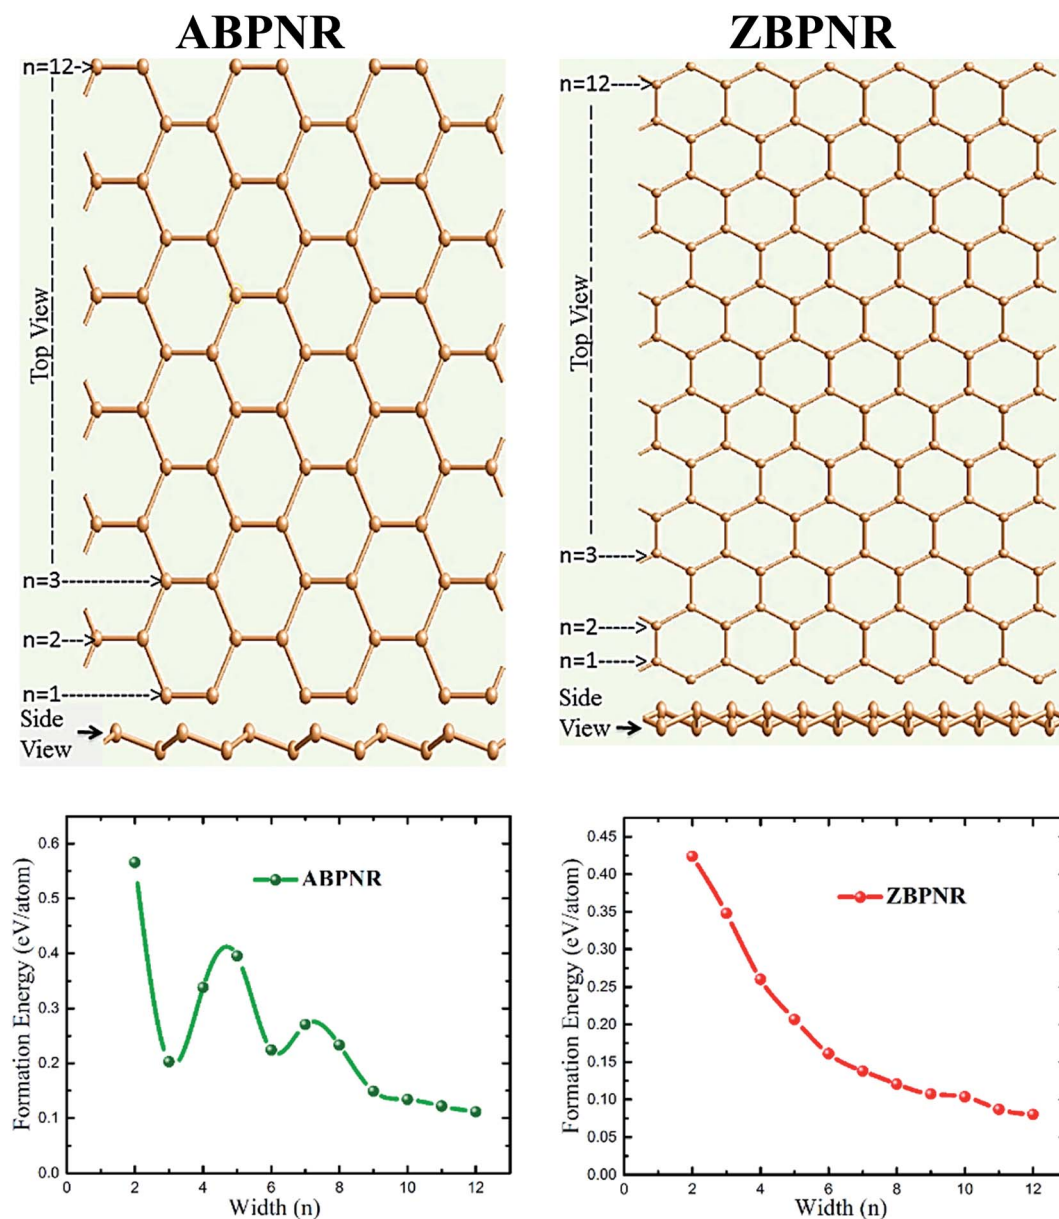 ABPNR
ZBPNR
n=12
Top View
n=3
n=2
n=1
Side
View
n=12
Top View
n=3
n=2
n=1
Side
View
Formation Energy (eV/atom)
0.6
0.5
0.4
0.3
0.2
0.1
0.0
ABPNR
0 2 4 6 8 10 12
Width (n)
Formation Energy (eV/atom)
0.45
0.40
0.35
0.30
0.25
0.20
0.15
0.10
0.05
0.00
ZBPNR
0 2 4 6 8 10 12
Width (n)